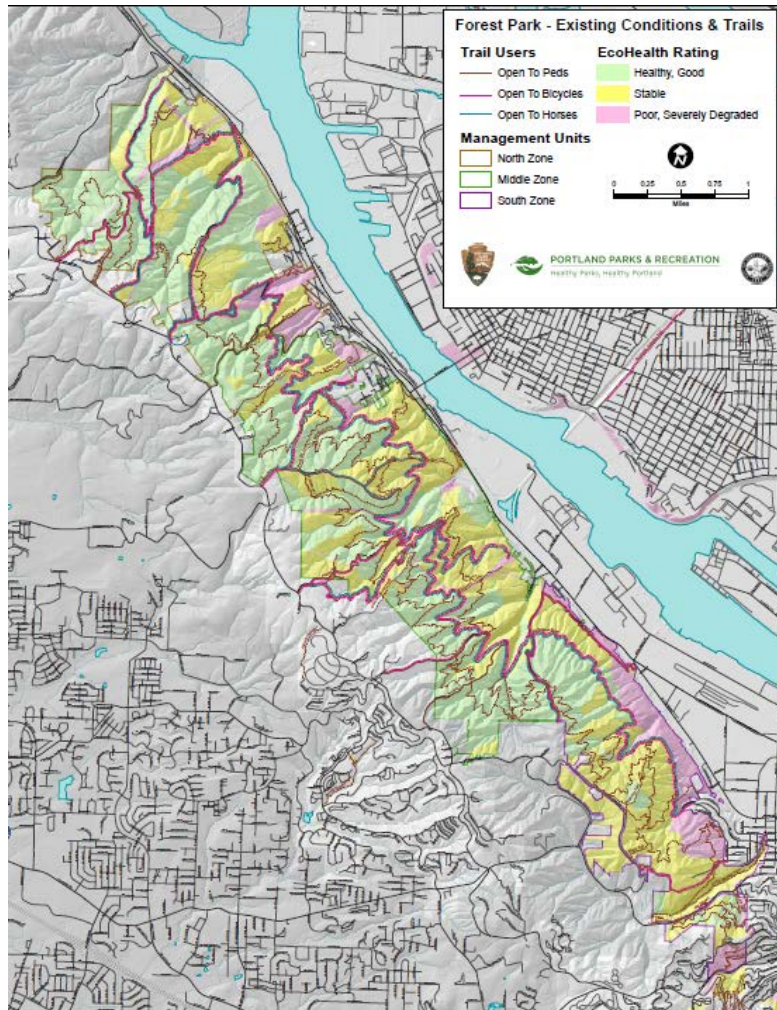 Forest Park - Existing Conditions & Trails
Trail Users
Open To Peds
Open To Bicycles
Open To Horses
Management Units
North Zone
Middle Zone
South Zone
EcoHealth Rating
Healthy, Good
Stable
Poor, Severely Degraded
N
0 0.25 0.5 0.75 1
Miles
PORTLAND PARKS & RECREATION
Healthy Parks, Healthy Portland